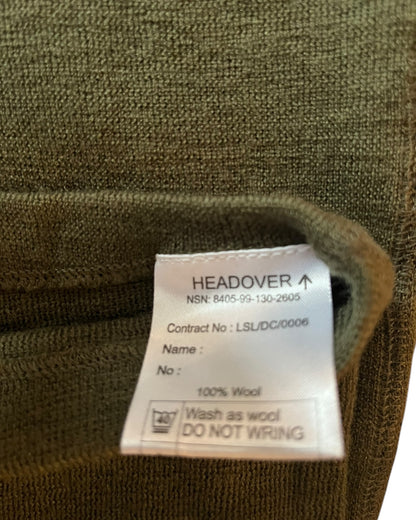 HEADOVER ↑
NSN: 8405-99-130-2605
Contract No : LSL/DC/0006
Name :
No :
100% Wool
40 Wash as wool
DO NOT WRING